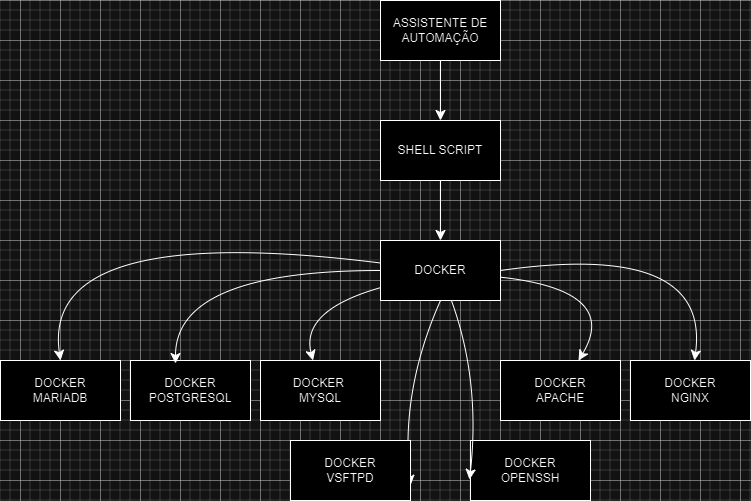 ASSISTENTE DE
AUTOMAÇÃO
SHELL SCRIPT
DOCKER
DOCKER
MARIADB
DOCKER
POSTGRESQL
DOCKER
MYSQL
DOCKER
APACHE
DOCKER
NGINX
DOCKER
VSFTPD
DOCKER
OPENSSH